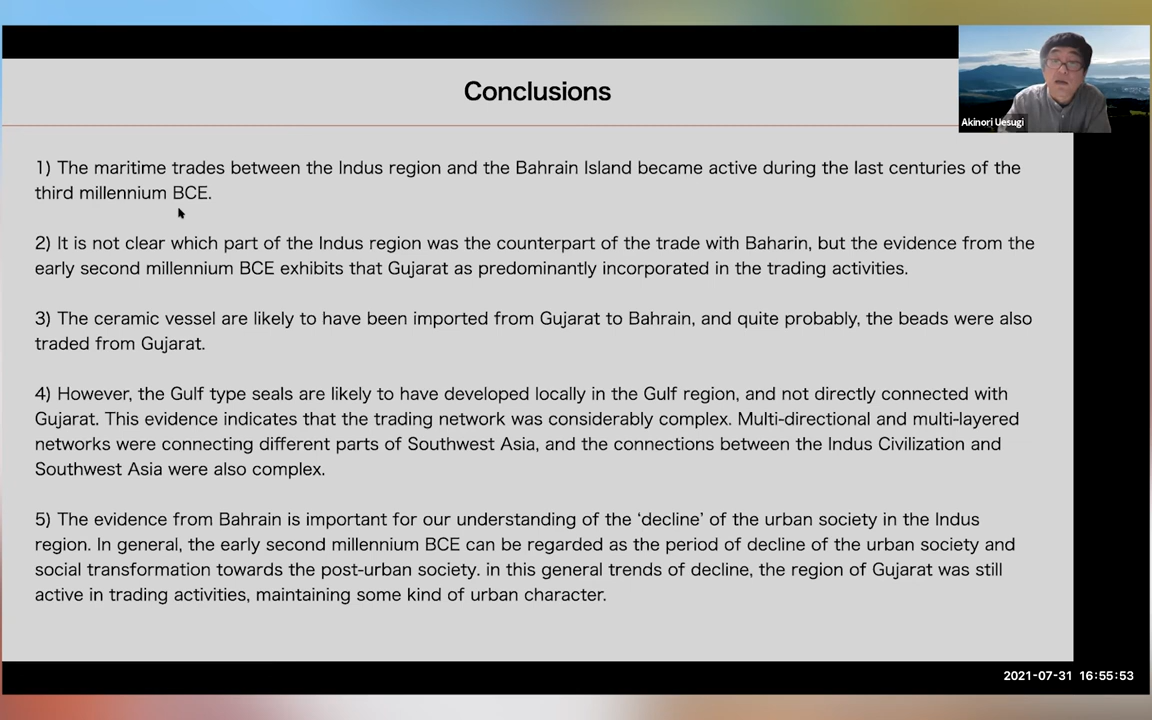 Conclusions
Akinori Uesugi
1) The maritime trades between the Indus region and the Bahrain Island became active during the last centuries of the
third millennium BCE.
2) It is not clear which part of the Indus region was the counterpart of the trade with Baharin, but the evidence from the
early second millennium BCE exhibits that Gujarat as predominantly incorporated in the trading activities.
3) The ceramic vessel are likely to have been imported from Gujarat to Bahrain, and quite probably, the beads were also
traded from Gujarat.
4) However, the Gulf type seals are likely to have developed locally in the Gulf region, and not directly connected with
Gujarat. This evidence indicates that the trading network was considerably complex. Multi-directional and multi-layered
networks were connecting different parts of Southwest Asia, and the connections between the Indus Civilization and
Southwest Asia were also complex.
5) The evidence from Bahrain is important for our understanding of the ‘decline’ of the urban society in the Indus
region. In general, the early second millennium BCE can be regarded as the period of decline of the urban society and
social transformation towards the post-urban society. in this general trends of decline, the region of Gujarat was still
active in trading activities, maintaining some kind of urban character.
2021-07-31 16:55:53